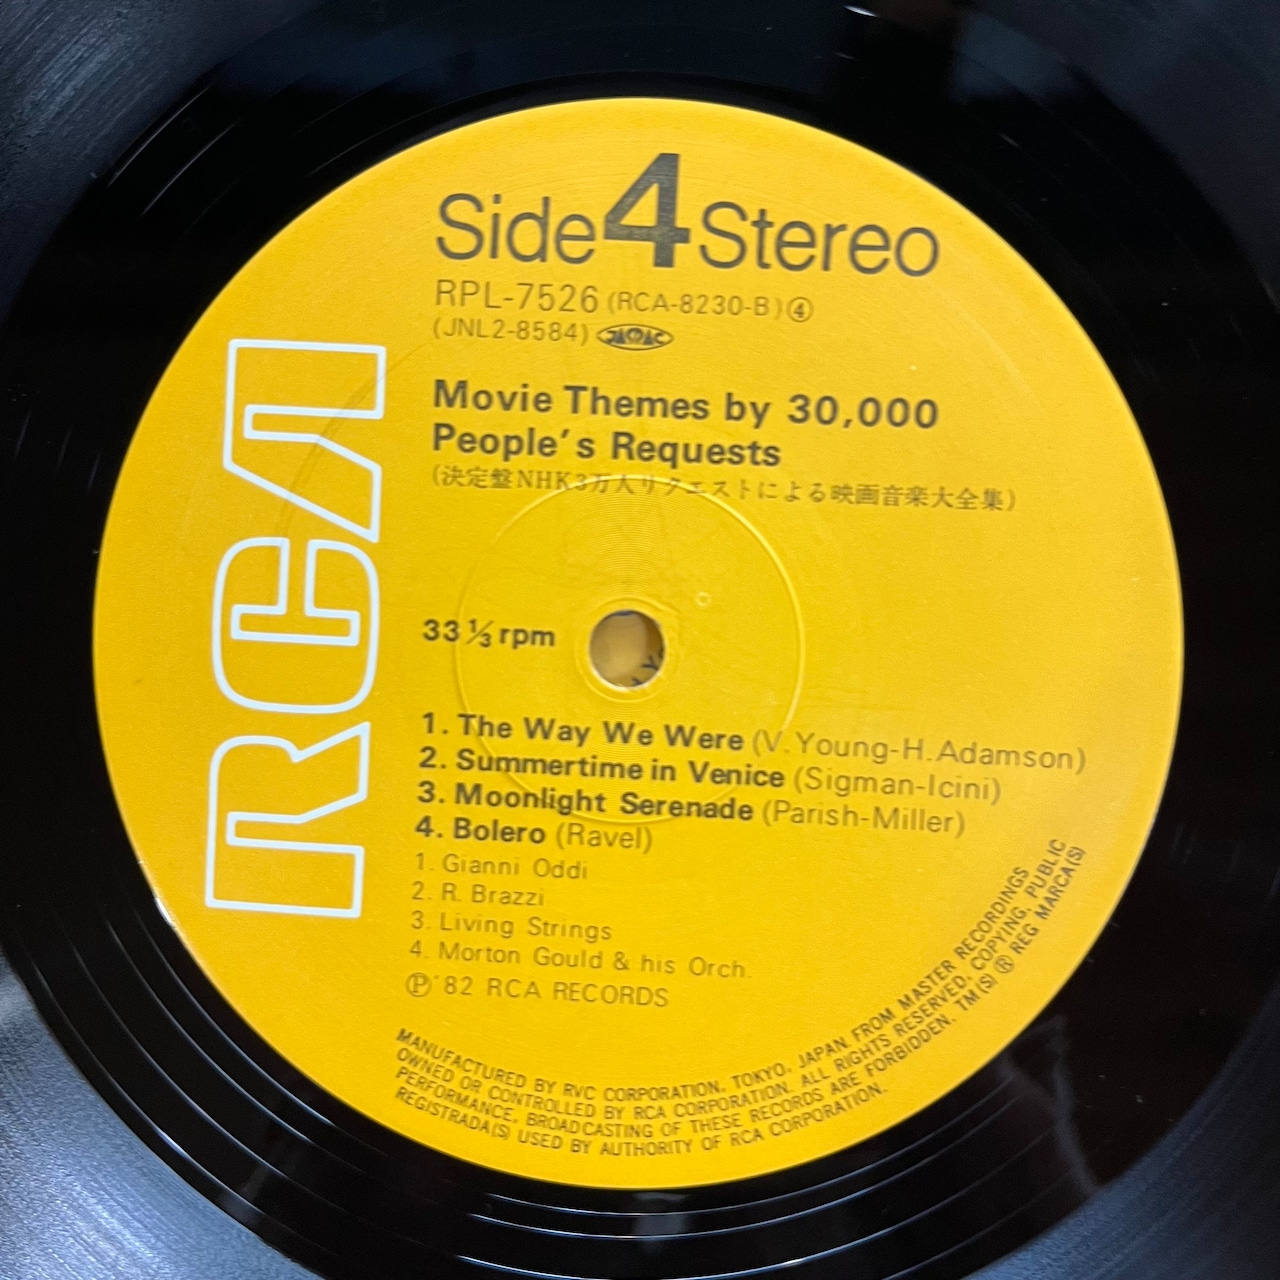 Side 4 Stereo
RPL-7526 (RCA-8230-B) ④
(JNL2-8584) JASRAC
Movie Themes by 30,000
People's Requests
(決定盤NHK3万人リクエストによる映画音楽大全集)
RCA
33 1/3 rpm
1. The Way We Were (V. Young-H. Adamson)
2. Summertime in Venice (Sigman-Icini)
3. Moonlight Serenade (Parish-Miller)
4. Bolero (Ravel)
1. Gianni Oddi
2. R. Brazzi
3. Living Strings
4. Morton Gould & his Orch.
Ⓟ '82 RCA RECORDS
MANUFACTURED BY RVC CORPORATION, TOKYO, JAPAN, FROM MASTER RECORDINGS
OWNED OR CONTROLLED BY RCA CORPORATION. ALL RIGHTS RESERVED, COPYING, PUBLIC
PERFORMANCE, BROADCASTING OF THESE RECORDS ARE FORBIDDEN. TM(S) ® REG MARCA(S)
REGISTRADA(S) USED BY AUTHORITY OF RCA CORPORATION.